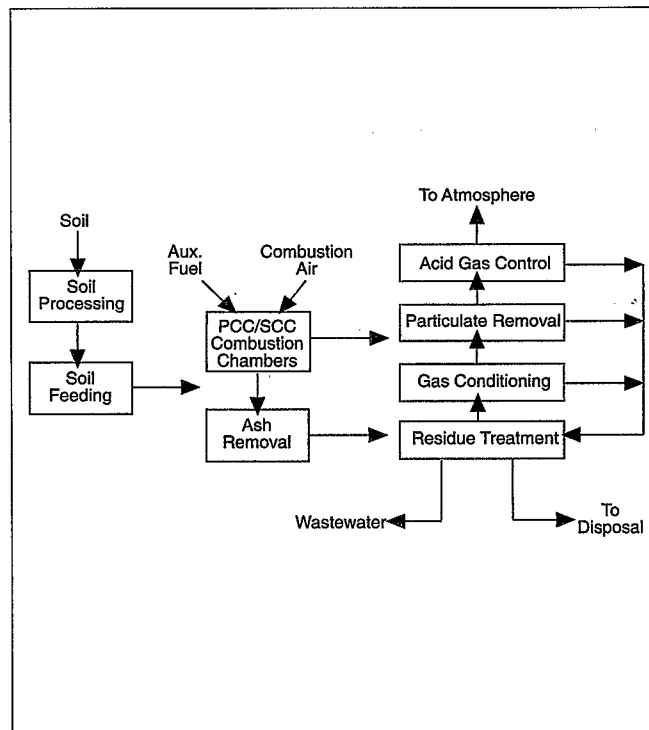 Soil
Soil
Processing
Soil
Feeding
Aux.
Fuel
Combustion
Air
PCC/SCC
Combustion
Chambers
Ash
Removal
To Atmosphere
Acid Gas Control
Particulate Removal
Gas Conditioning
Residue Treatment
Wastewater
To
Disposal